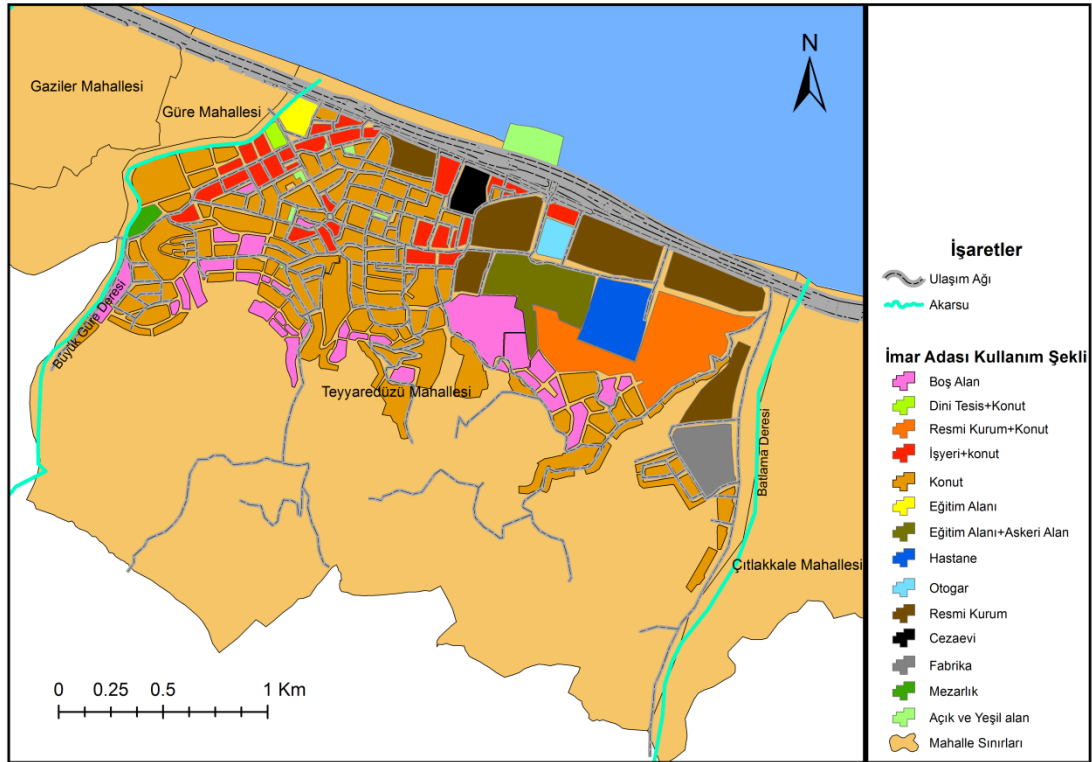 Gaziler Mahallesi
Güre Mahallesi
N
Büyük Güre Deresi
Teyyaredüzü Mahallesi
Batlama Deresi
Çıtlakkale Mahallesi
0 0.25 0.5 1 Km
İşaretler
Ulaşım Ağı
Akarsu
İmar Adası Kullanım Şekli
Boş Alan
Dini Tesis+Konut
Resmi Kurum+Konut
İşyeri+konut
Konut
Eğitim Alanı
Eğitim Alanı+Askeri Alan
Hastane
Otogar
Resmi Kurum
Cezaevi
Fabrika
Mezarlık
Açık ve Yeşil alan
Mahalle Sınırları